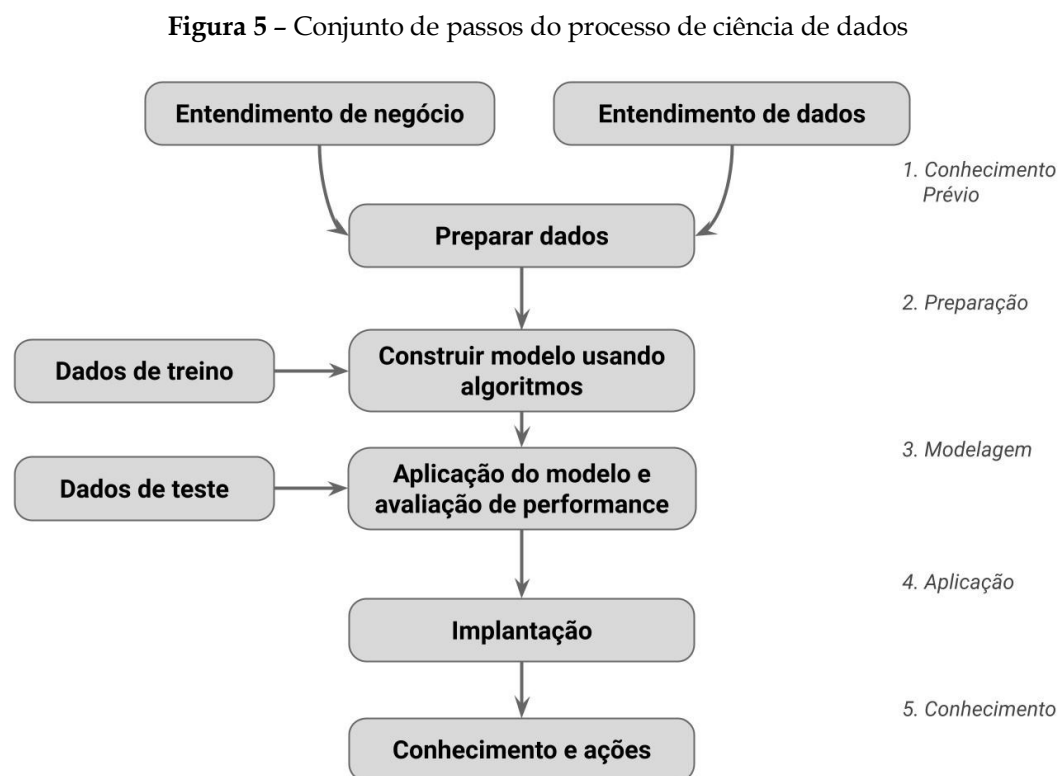 Figura 5 – Conjunto de passos do processo de ciência de dados
Entendimento de negócio
Entendimento de dados
1. Conhecimento
Prévio
Preparar dados
2. Preparação
Dados de treino
Construir modelo usando
algoritmos
3. Modelagem
Dados de teste
Aplicação do modelo e
avaliação de performance
4. Aplicação
Implantação
5. Conhecimento
Conhecimento e ações